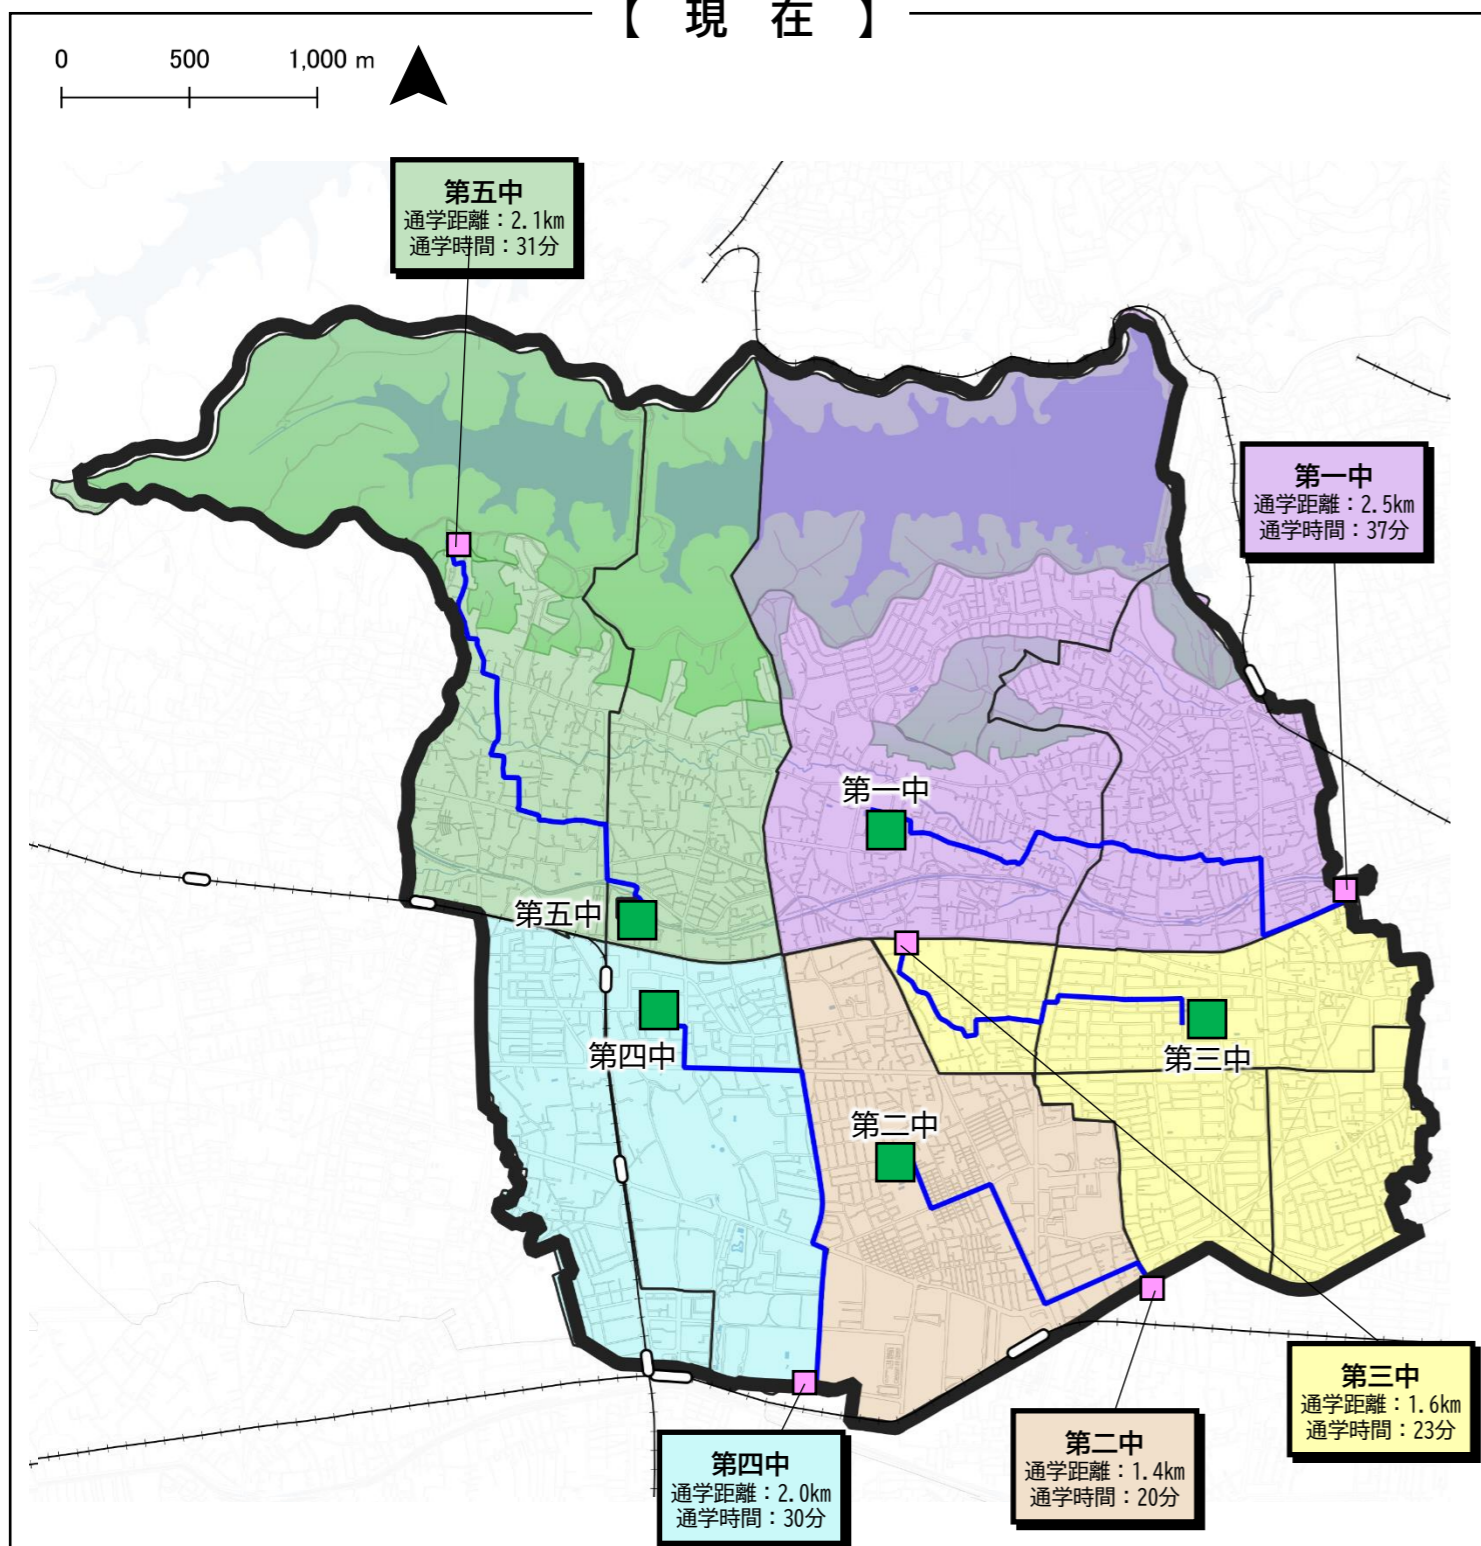 【 現 在 】
0 500 1,000 m
第五中
通学距離：2.1km
通学時間：31分
第一中
通学距離：2.5km
通学時間：37分
第一中
第五中
第四中
第三中
第二中
第三中
通学距離：1.6km
通学時間：23分
第二中
通学距離：1.4km
通学時間：20分
第四中
通学距離：2.0km
通学時間：30分